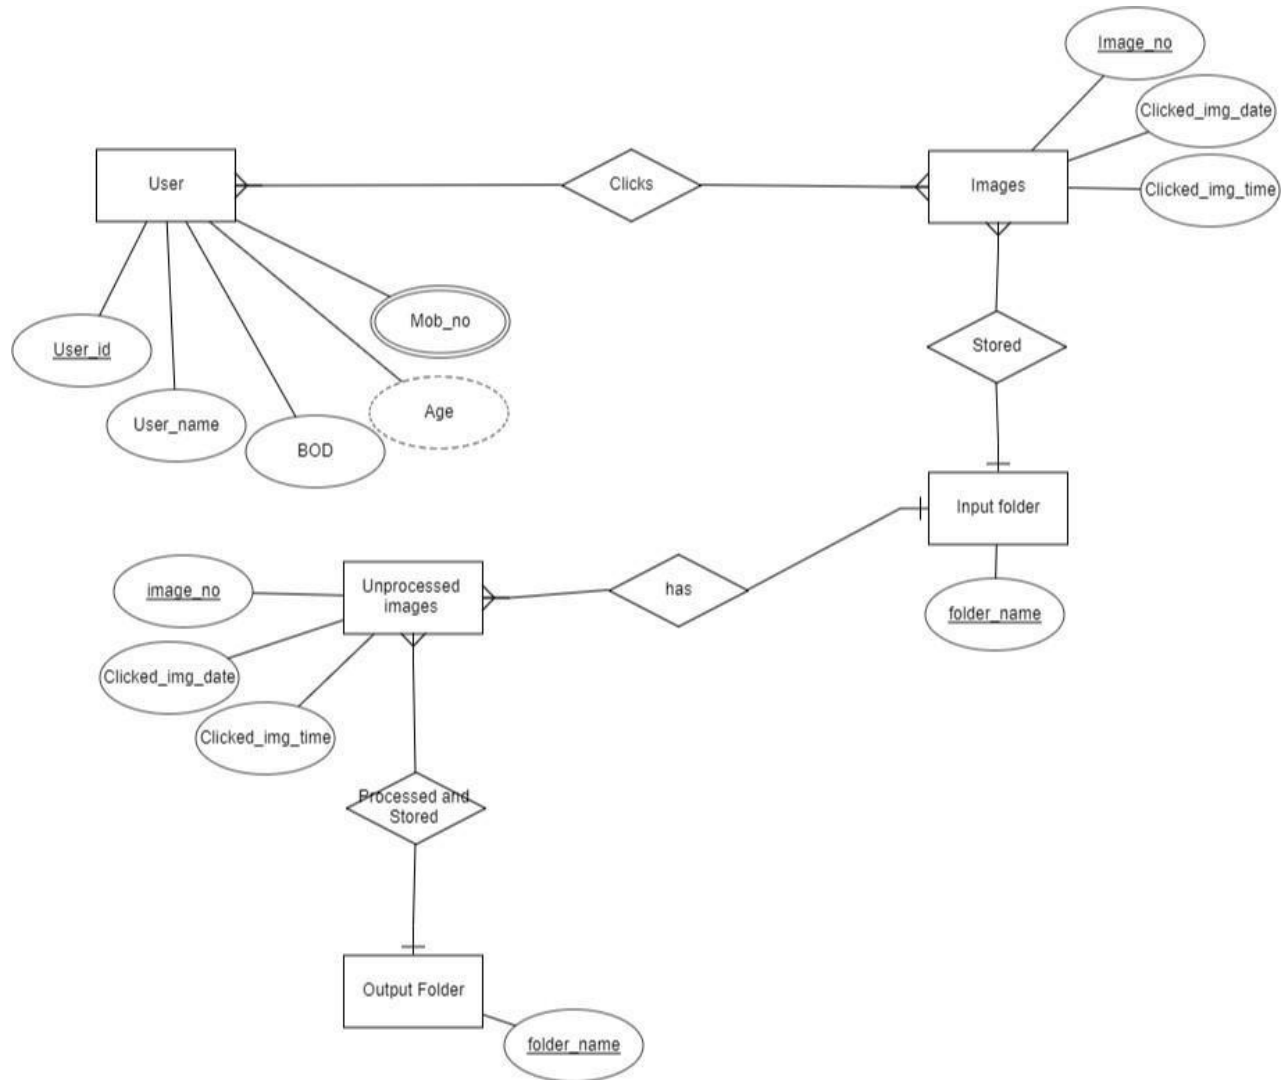 Image_no
Clicked_img_date
User
Clicks
Images
Clicked_img_time
Mob_no
User_id
Stored
Age
User_name
BOD
Input folder
Unprocessed
images
has
image_no
folder_name
Clicked_img_date
Clicked_img_time
Processed and
Stored
Output Folder
folder_name